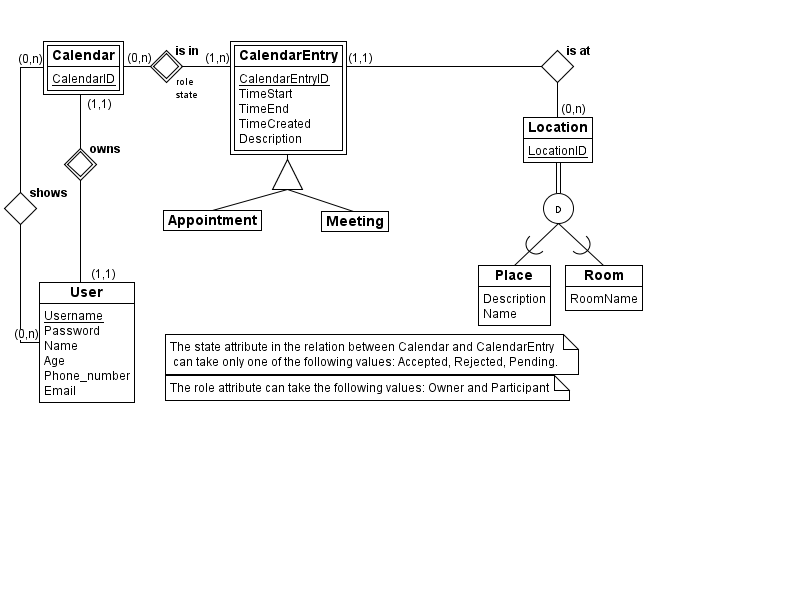 Calendar
CalendarID
(0,n)
(0,n)
is in
(1,n)
role
state
CalendarEntry
CalendarEntryID
TimeStart
TimeEnd
TimeCreated
Description
(1,1)
is at
(0,n)
Location
LocationID
(1,1)
owns
shows
Appointment
Meeting
D
Place
Description
Name
Room
RoomName
(1,1)
(0,n)
User
Username
Password
Name
Age
Phone_number
Email
The state attribute in the relation between Calendar and CalendarEntry
can take only one of the following values: Accepted, Rejected, Pending.
The role attribute can take the following values: Owner and Participant